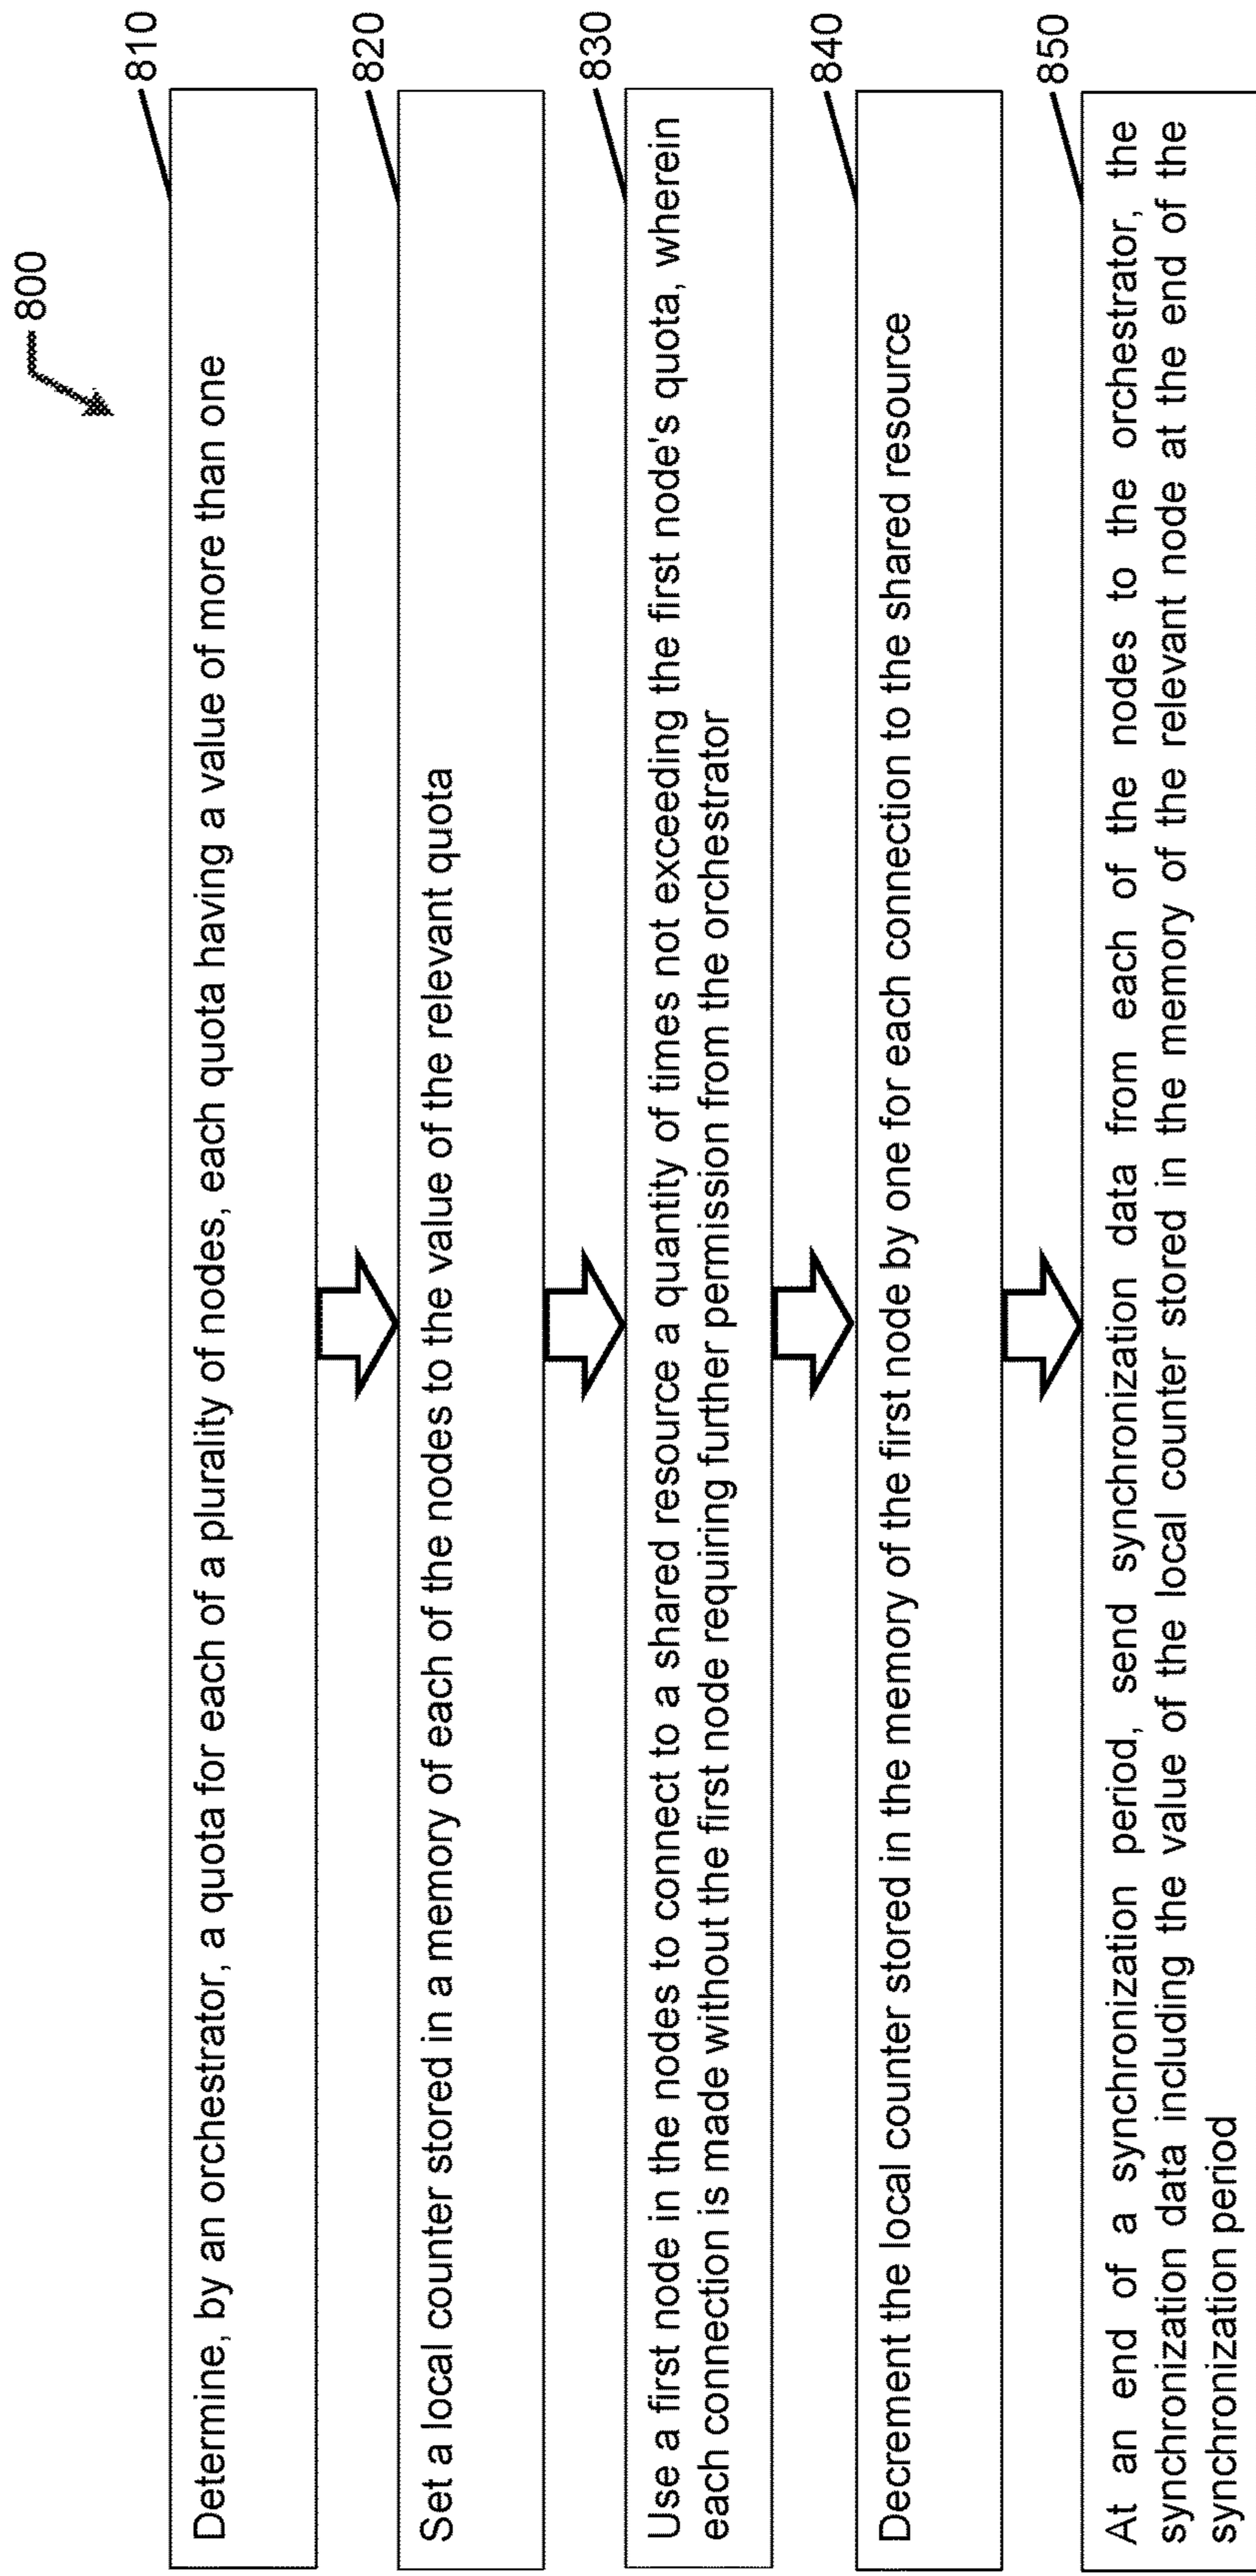 800
810
Determine, by an orchestrator, a quota for each of a plurality of nodes, each quota having a value of more than one
820
Set a local counter stored in a memory of each of the nodes to the value of the relevant quota
830
Use a first node in the nodes to connect to a shared resource a quantity of times not exceeding the first node's quota, wherein
each connection is made without the first node requiring further permission from the orchestrator
840
Decrement the local counter stored in the memory of the first node by one for each connection to the shared resource
850
At an end of a synchronization period, send synchronization data from each of the nodes to the orchestrator, the
synchronization data including the value of the local counter stored in the memory of the relevant node at the end of the
synchronization period